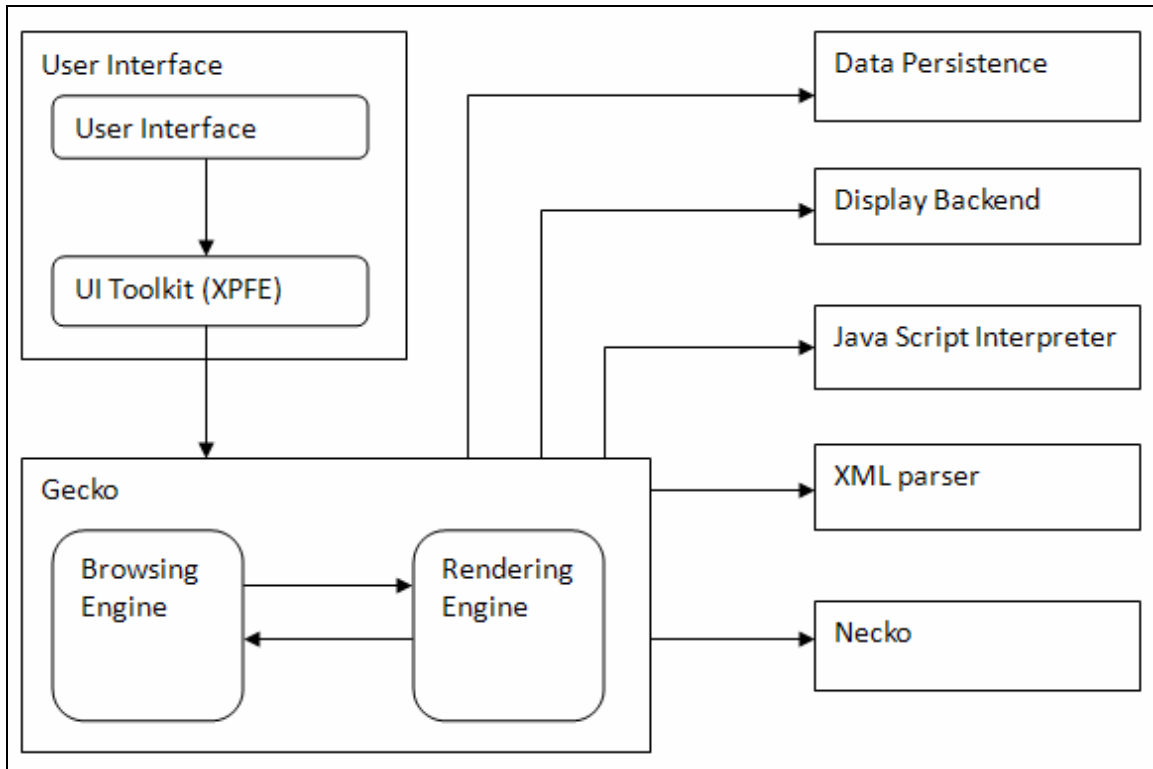 User Interface
User Interface
UI Toolkit (XPFE)
Gecko
Browsing
Engine
Rendering
Engine
Data Persistence
Display Backend
Java Script Interpreter
XML parser
Necko